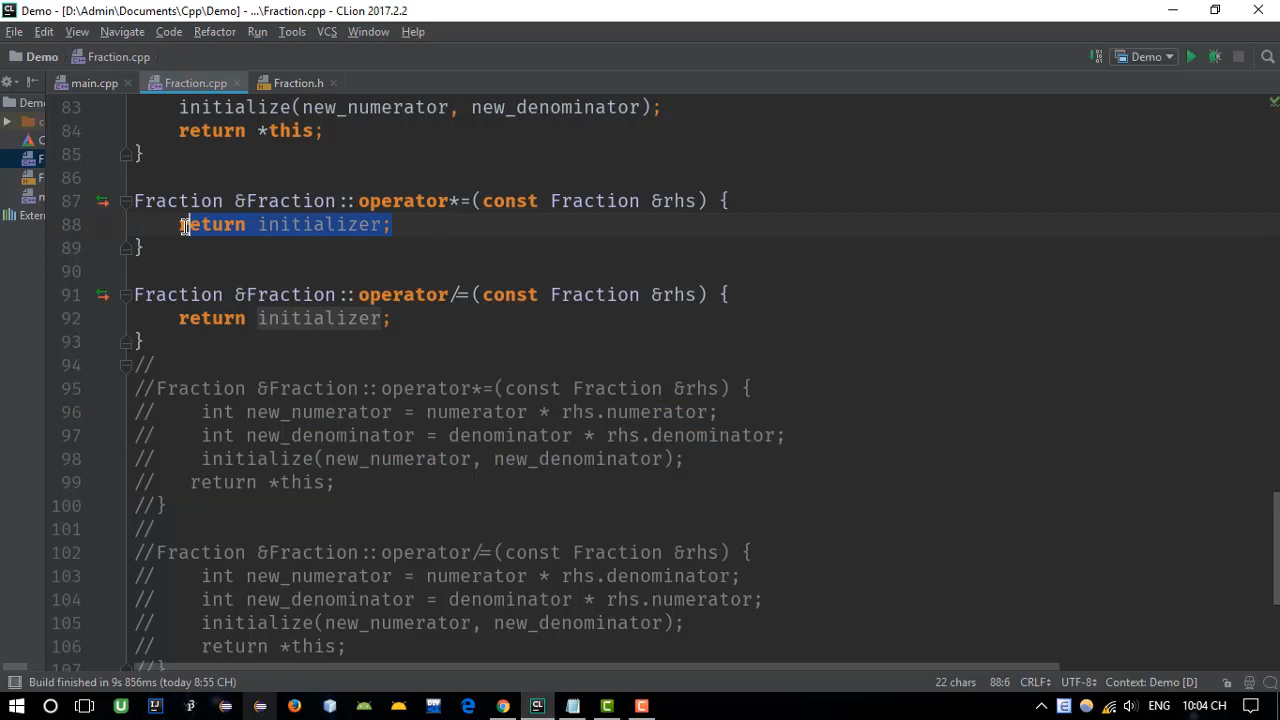 Demo - [D:\Admin\Documents\Cpp\Demo] - ...\Fraction.cpp - CLion 2017.2.2
File Edit View Navigate Code Refactor Run Tools VCS Window Help
Demo Fraction.cpp Demo
main.cpp Fraction.cpp Fraction.h
Demo
Exter
83 initialize(new_numerator, new_denominator);
84 return *this;
85 }
86
87 Fraction &Fraction::operator*=(const Fraction &rhs) {
88 return initializer;
89 }
90
91 Fraction &Fraction::operator/=(const Fraction &rhs) {
92 return initializer;
93 }
94 //
95 //Fraction &Fraction::operator*=(const Fraction &rhs) {
96 // int new_numerator = numerator * rhs.numerator;
97 // int new_denominator = denominator * rhs.denominator;
98 // initialize(new_numerator, new_denominator);
99 // return *this;
100 //}
101 //
102 //Fraction &Fraction::operator/=(const Fraction &rhs) {
103 // int new_numerator = numerator * rhs.denominator;
104 // int new_denominator = denominator * rhs.numerator;
105 // initialize(new_numerator, new_denominator);
106 // return *this;
107 //}
Build finished in 9s 856ms (today 8:55 CH) 22 chars 88:6 CRLF÷ UTF-8÷ Context: Demo [D]
ENG 10:04 CH